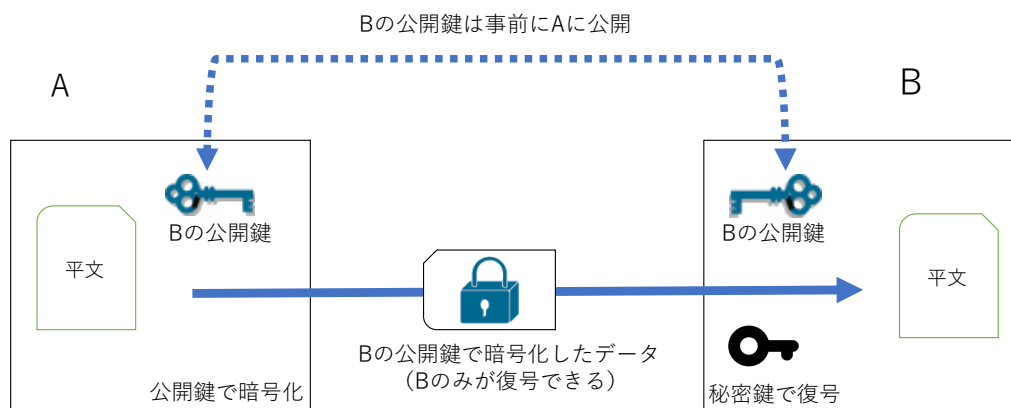 Bの公開鍵は事前にAに公開
A
B
Bの公開鍵
Bの公開鍵
平文
平文
Bの公開鍵で暗号化したデータ
（Bのみが復号できる）
公開鍵で暗号化
秘密鍵で復号